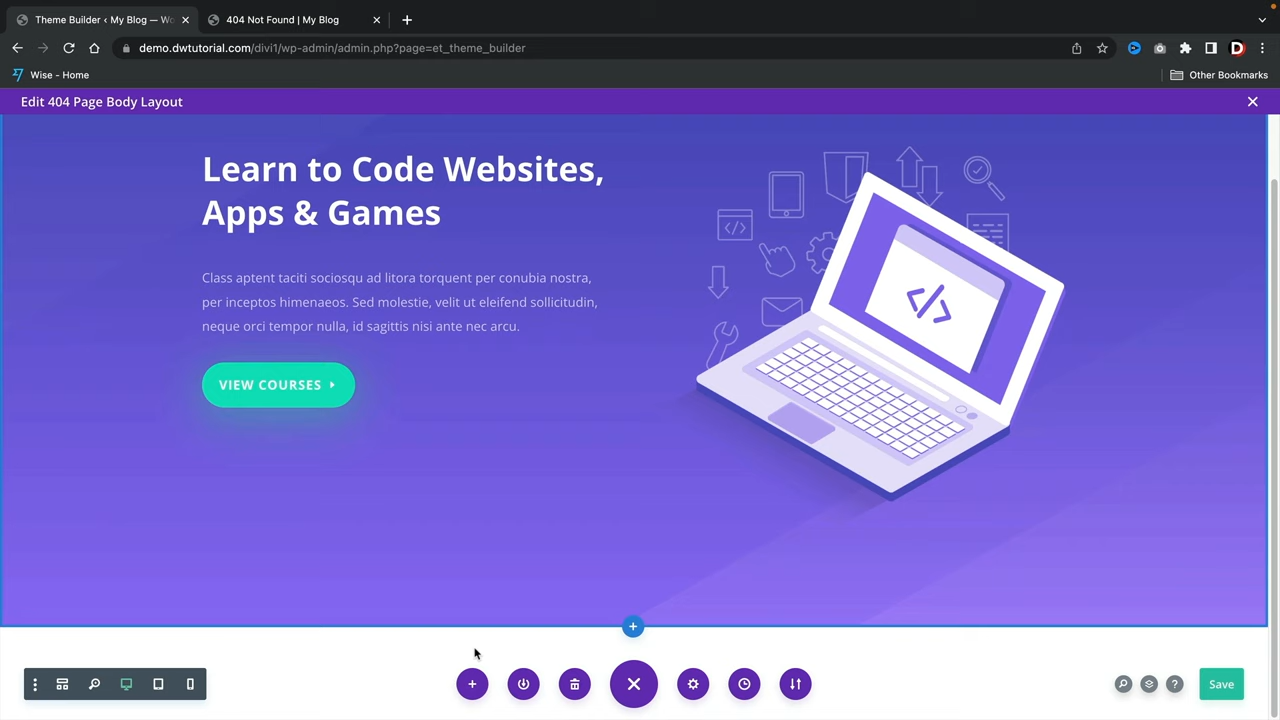 Theme Builder ‹ My Blog — Wo
404 Not Found | My Blog
demo.dwtutorial.com/divi1/wp-admin/admin.php?page=et_theme_builder
Wise - Home
Other Bookmarks
Edit 404 Page Body Layout
Learn to Code Websites,
Apps & Games
Class aptent taciti sociosqu ad litora torquent per conubia nostra,
per inceptos himenaeos. Sed molestie, velit ut eleifend sollicitudin,
neque orci tempor nulla, id sagittis nisi ante nec arcu.
VIEW COURSES
Save